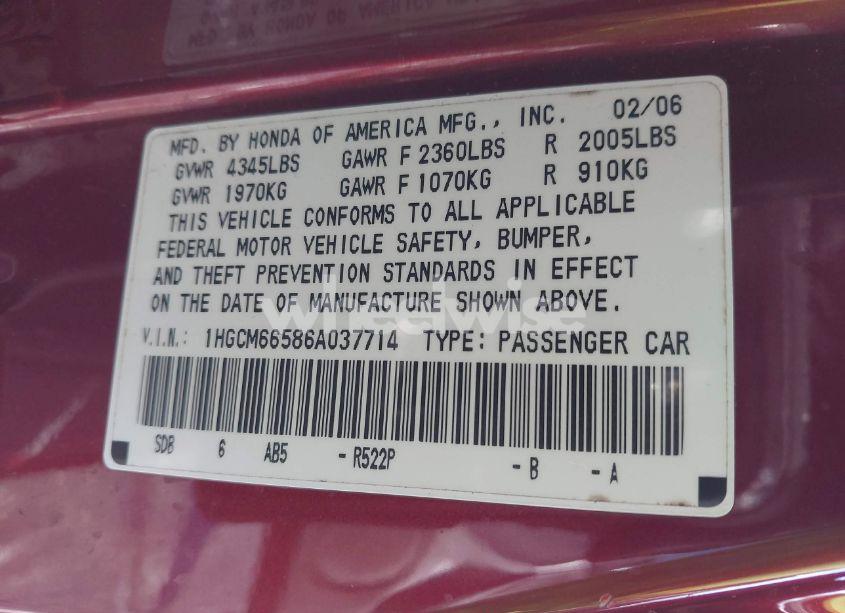 MFD. BY HONDA OF AMERICA MFG., INC. 02/06
GVWR 4345LBS GAWR F 2360LBS R 2005LBS
GVWR 1970KG GAWR F 1070KG R 910KG
THIS VEHICLE CONFORMS TO ALL APPLICABLE
FEDERAL MOTOR VEHICLE SAFETY, BUMPER,
AND THEFT PREVENTION STANDARDS IN EFFECT
ON THE DATE OF MANUFACTURE SHOWN ABOVE.
wheelwise
V.I.N.: 1HGCM66586A037714 TYPE: PASSENGER CAR
SDB 6 AB5 - R522P - B - A